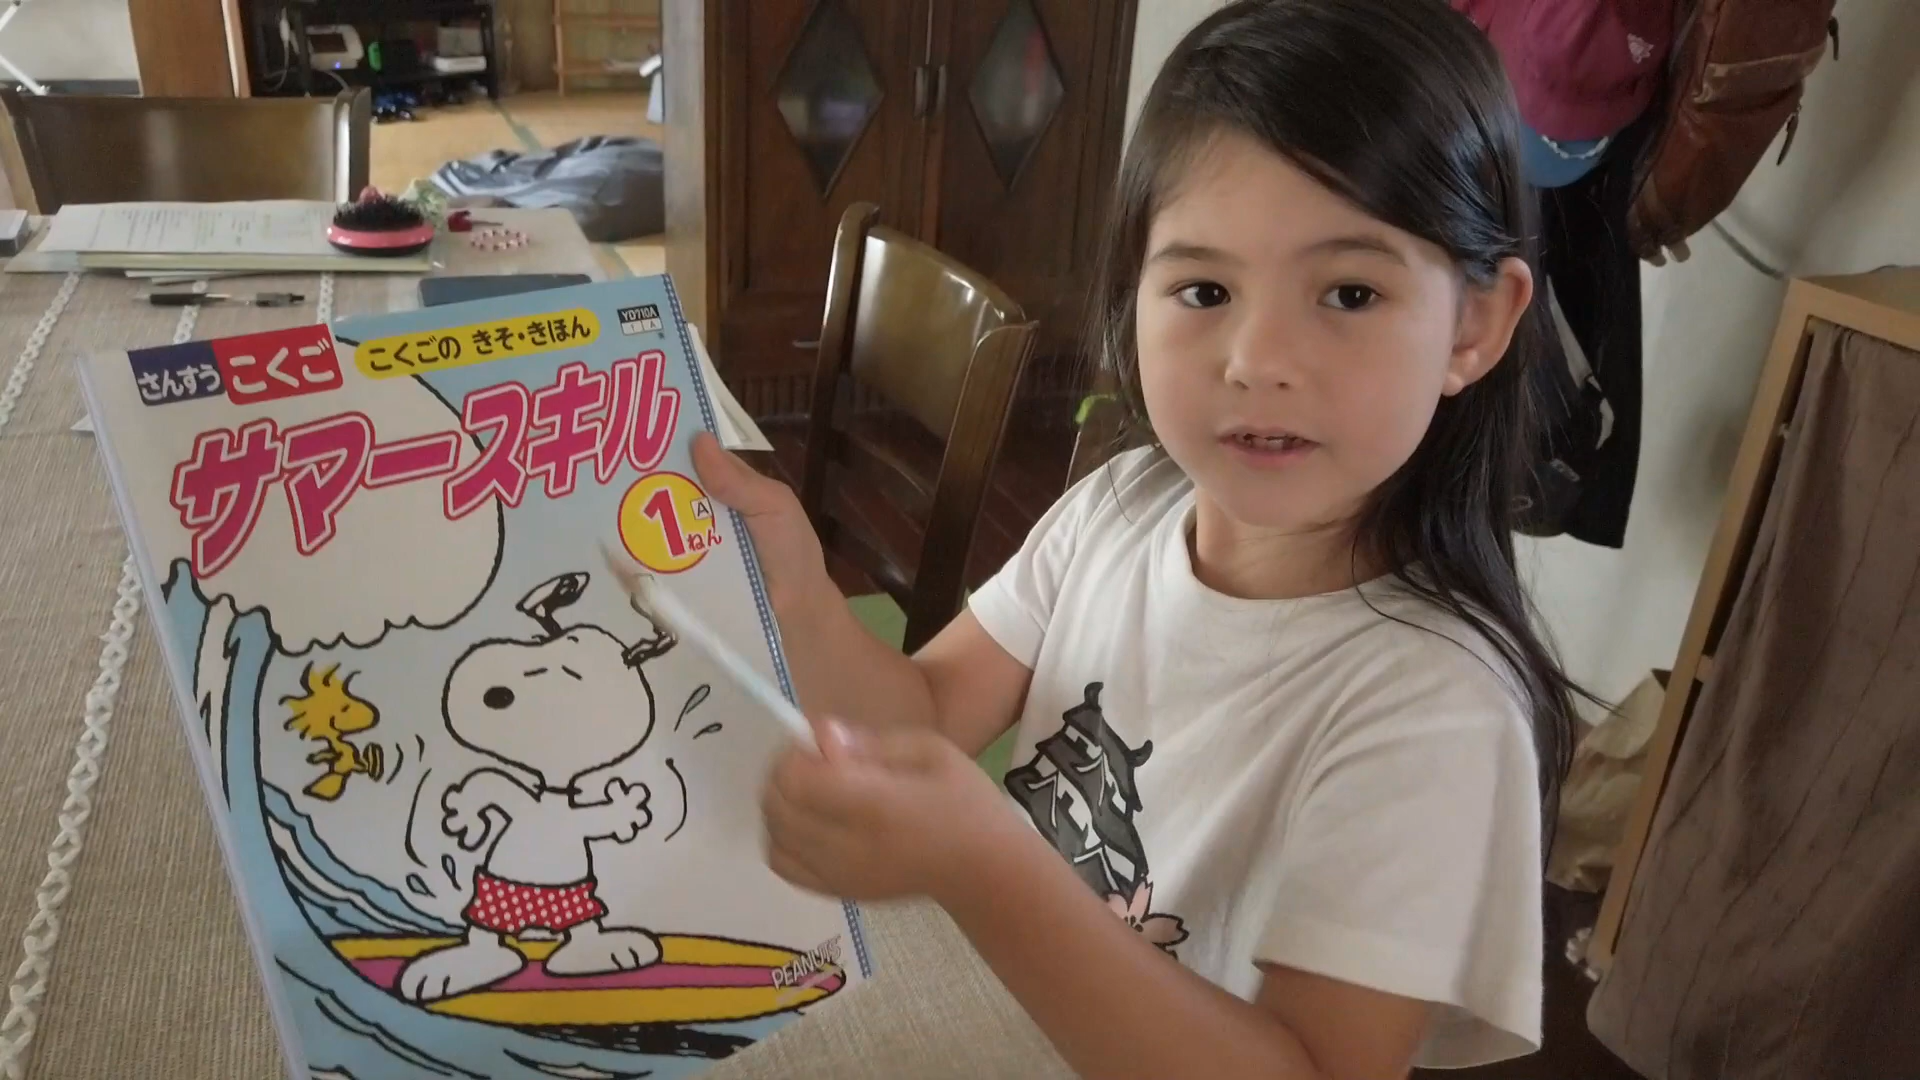 さんすう こくご
こくごの きそ・きほん
YD710A
1 A
サマースキル
1 A
ねん
PEANUTS